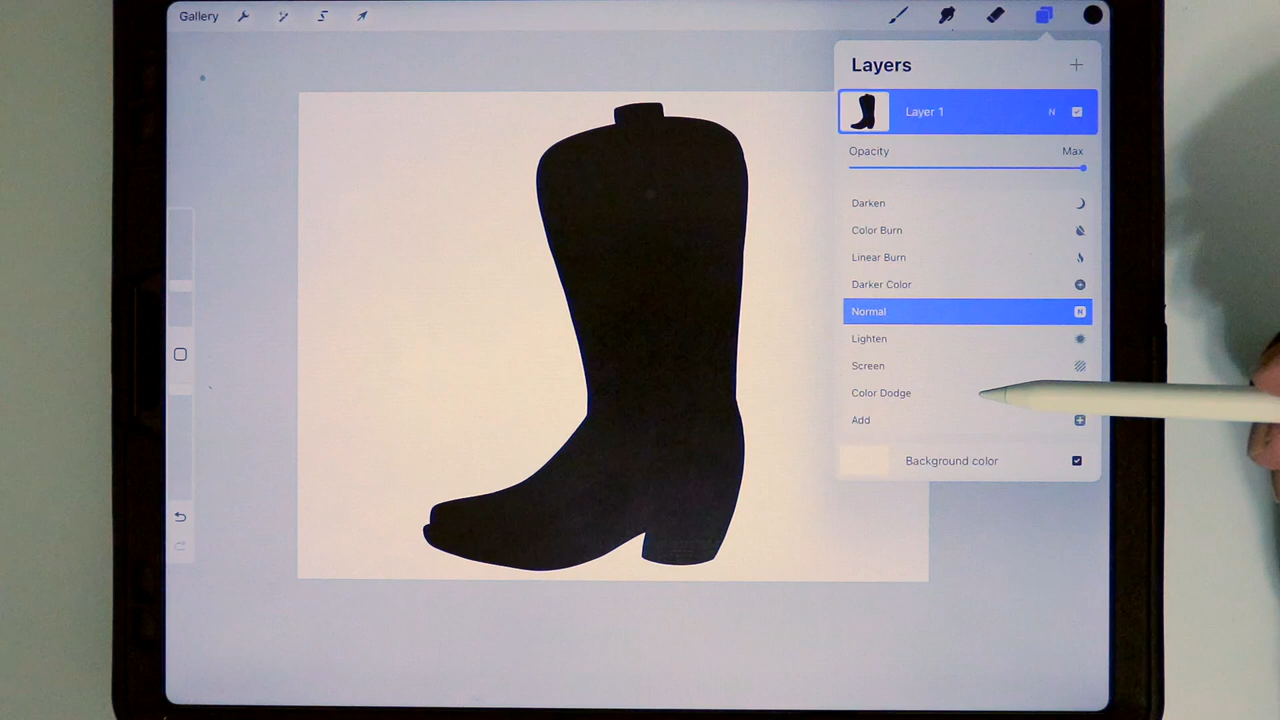 Gallery
Layers
Layer 1 N
Opacity Max
Darken
Color Burn
Linear Burn
Darker Color
Normal N
Lighten
Screen
Color Dodge
Add
Background color